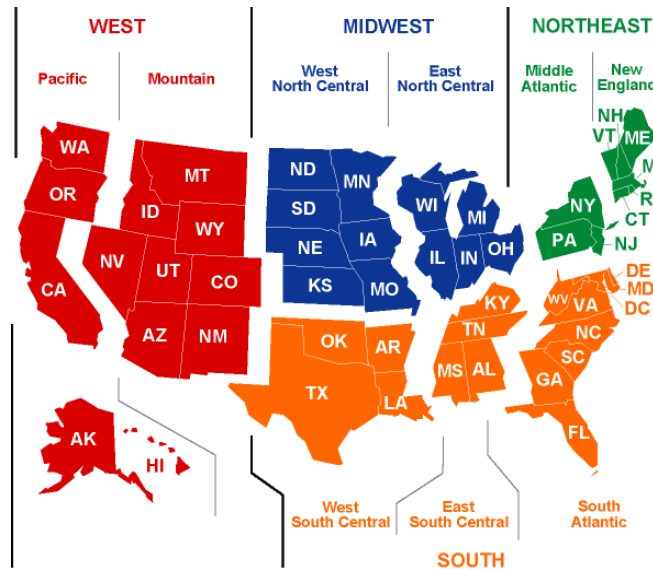 WEST
MIDWEST
NORTHEAST
Pacific
Mountain
West
North Central
East
North Central
Middle
Atlantic
New
England
WA
OR
CA
NV
ID
MT
WY
UT
CO
AZ
NM
AK
HI
ND
SD
NE
KS
MN
IA
MO
WI
IL
MI
IN
OH
NH
VT
ME
M
R
CT
NY
PA
NJ
DE
MD
DC
WV
VA
NC
SC
GA
FL
KY
TN
MS
AL
OK
TX
AR
LA
West
South Central
East
South Central
South
Atlantic
SOUTH